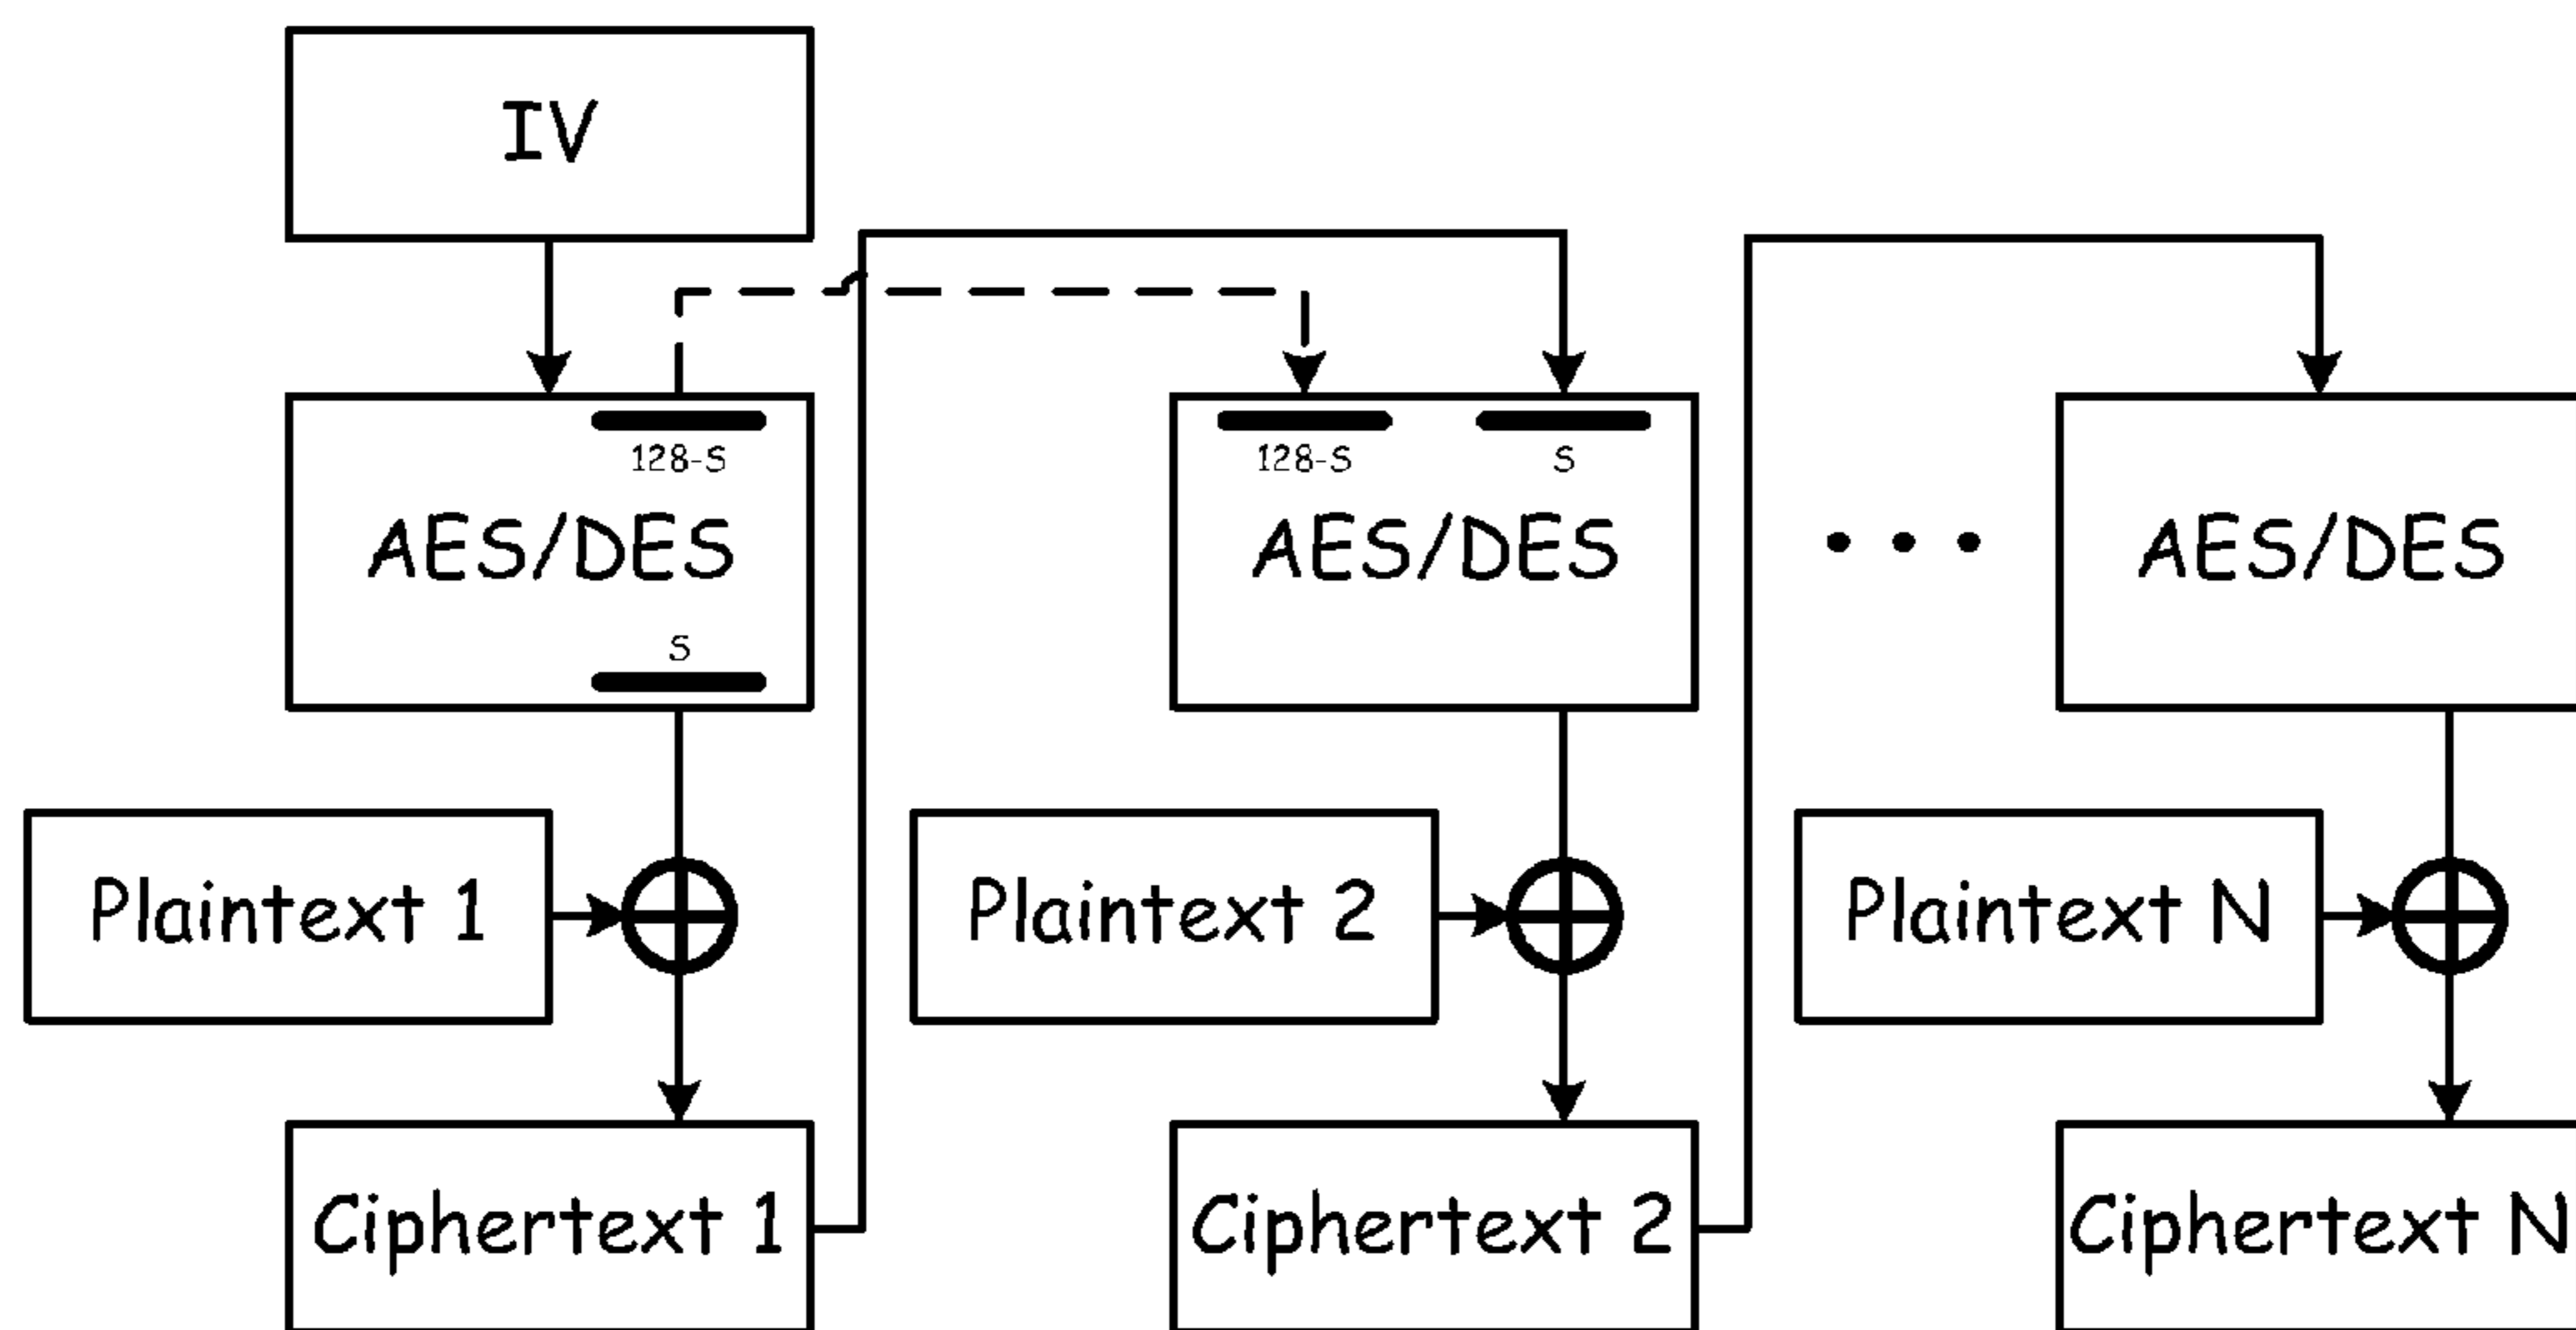 IV
128-S
128-S
S
AES/DES
AES/DES
• • •
AES/DES
S
Plaintext 1
Plaintext 2
Plaintext N
Ciphertext 1
Ciphertext 2
Ciphertext N